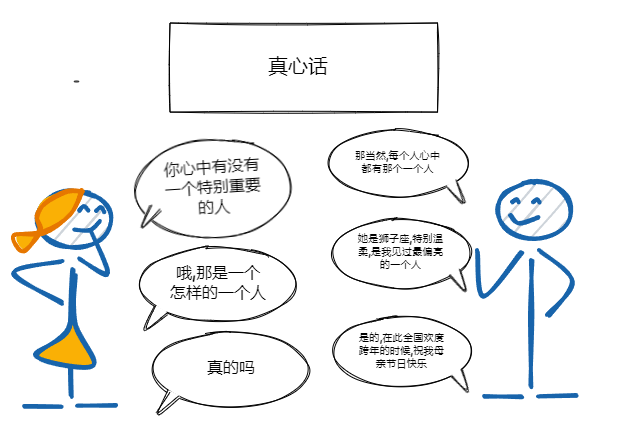 真心话
你心中有没有
一个特别重要
的人
那当然,每个人心中
都有那个一个人
哦,那是一个
怎样的一个人
她是狮子座,特别温
柔,是我见过最偏亮
的一个人
真的吗
是的,在此全国欢度
跨年的时候,祝我母
亲节日快乐